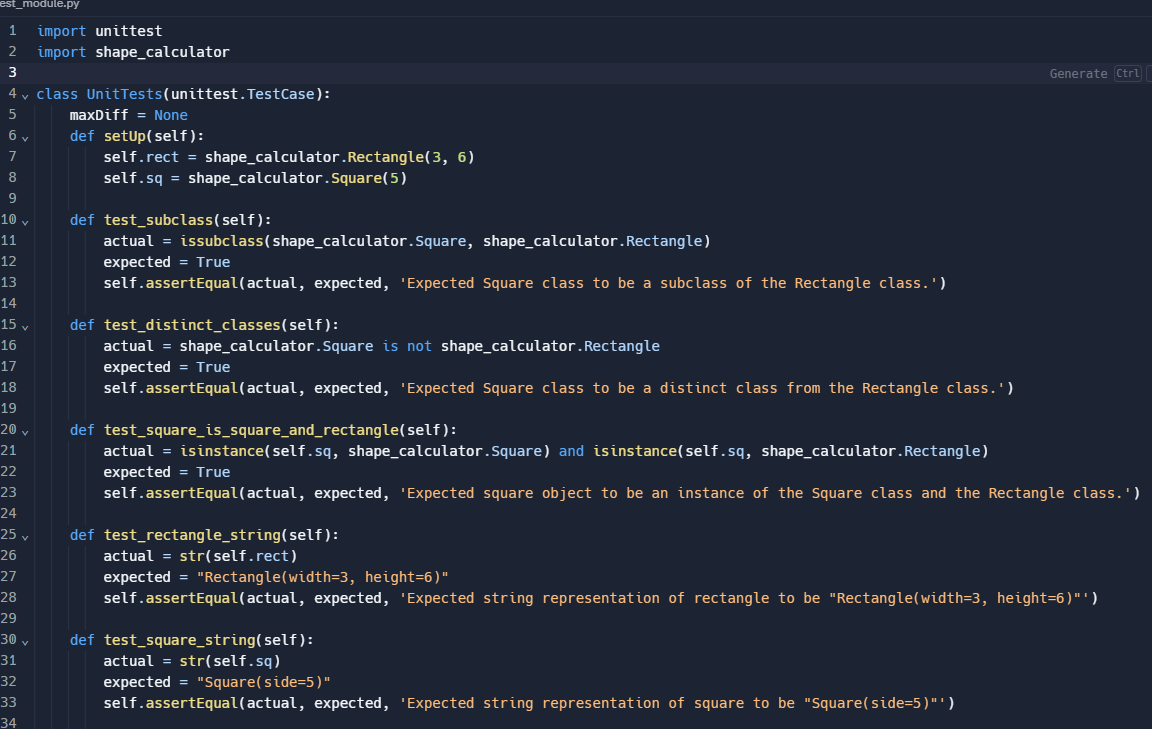 est_module.py
1 import unittest
2 import shape_calculator
3 Generate Ctrl
4 class UnitTests(unittest.TestCase):
5 maxDiff = None
6 def setUp(self):
7 self.rect = shape_calculator.Rectangle(3, 6)
8 self.sq = shape_calculator.Square(5)
9
10 def test_subclass(self):
11 actual = issubclass(shape_calculator.Square, shape_calculator.Rectangle)
12 expected = True
13 self.assertEqual(actual, expected, 'Expected Square class to be a subclass of the Rectangle class.')
14
15 def test_distinct_classes(self):
16 actual = shape_calculator.Square is not shape_calculator.Rectangle
17 expected = True
18 self.assertEqual(actual, expected, 'Expected Square class to be a distinct class from the Rectangle class.')
19
20 def test_square_is_square_and_rectangle(self):
21 actual = isinstance(self.sq, shape_calculator.Square) and isinstance(self.sq, shape_calculator.Rectangle)
22 expected = True
23 self.assertEqual(actual, expected, 'Expected square object to be an instance of the Square class and the Rectangle class.')
24
25 def test_rectangle_string(self):
26 actual = str(self.rect)
27 expected = "Rectangle(width=3, height=6)"
28 self.assertEqual(actual, expected, 'Expected string representation of rectangle to be "Rectangle(width=3, height=6)"')
29
30 def test_square_string(self):
31 actual = str(self.sq)
32 expected = "Square(side=5)"
33 self.assertEqual(actual, expected, 'Expected string representation of square to be "Square(side=5)"')
34